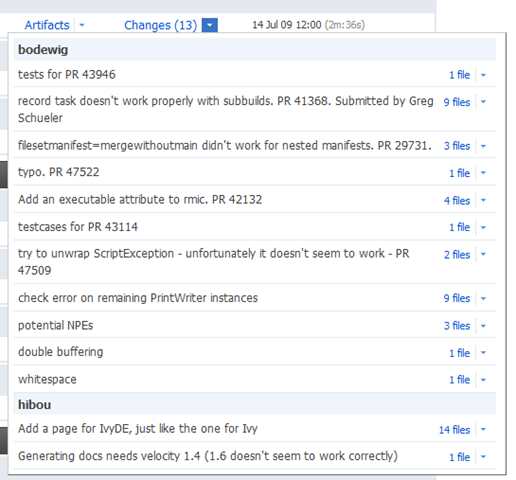 Artifacts Changes (13) 14 Jul 09 12:00 (2m:36s)
bodewig
tests for PR 43946 1 file
record task doesn't work properly with subbuilds. PR 41368. Submitted by Greg 9 files
Schueler
filesetmanifest=mergewithoutmain didn't work for nested manifests. PR 29731. 3 files
typo. PR 47522 1 file
Add an executable attribute to rmic. PR 42132 4 files
testcases for PR 43114 1 file
try to unwrap ScriptException - unfortunately it doesn't seem to work - PR 2 files
47509
check error on remaining PrintWriter instances 9 files
potential NPEs 3 files
double buffering 1 file
whitespace 1 file
hibou
Add a page for IvyDE, just like the one for Ivy 14 files
Generating docs needs velocity 1.4 (1.6 doesn't seem to work correctly) 1 file